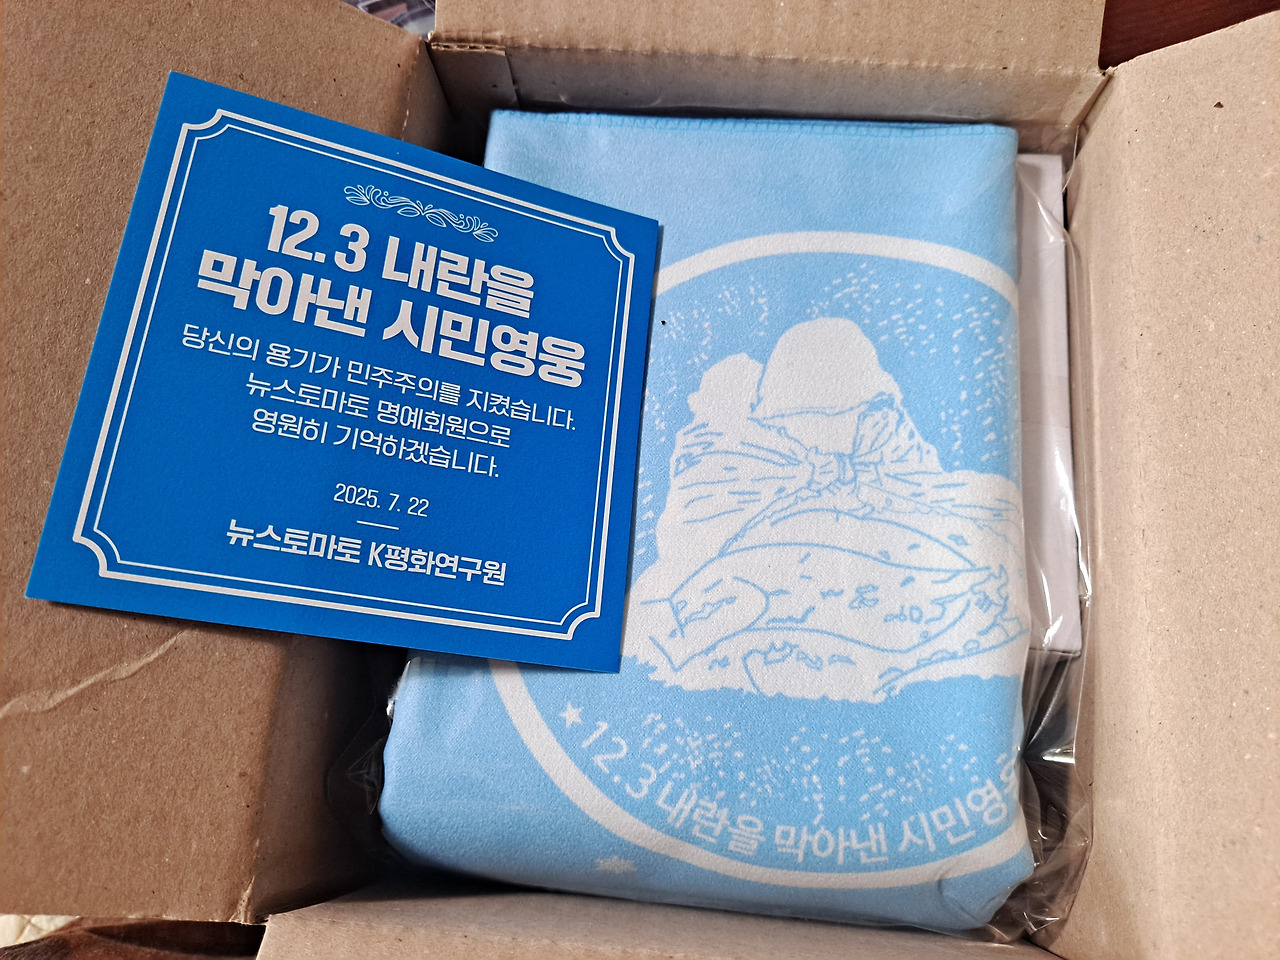 12.3 내란을
막아낸 시민영웅
당신의 용기가 민주주의를 지켰습니다.
뉴스토마토 명예회원으로
영원히 기억하겠습니다.
2025. 7. 22
뉴스토마토 K평화연구원
★12.3 내란을 막아낸 시민영